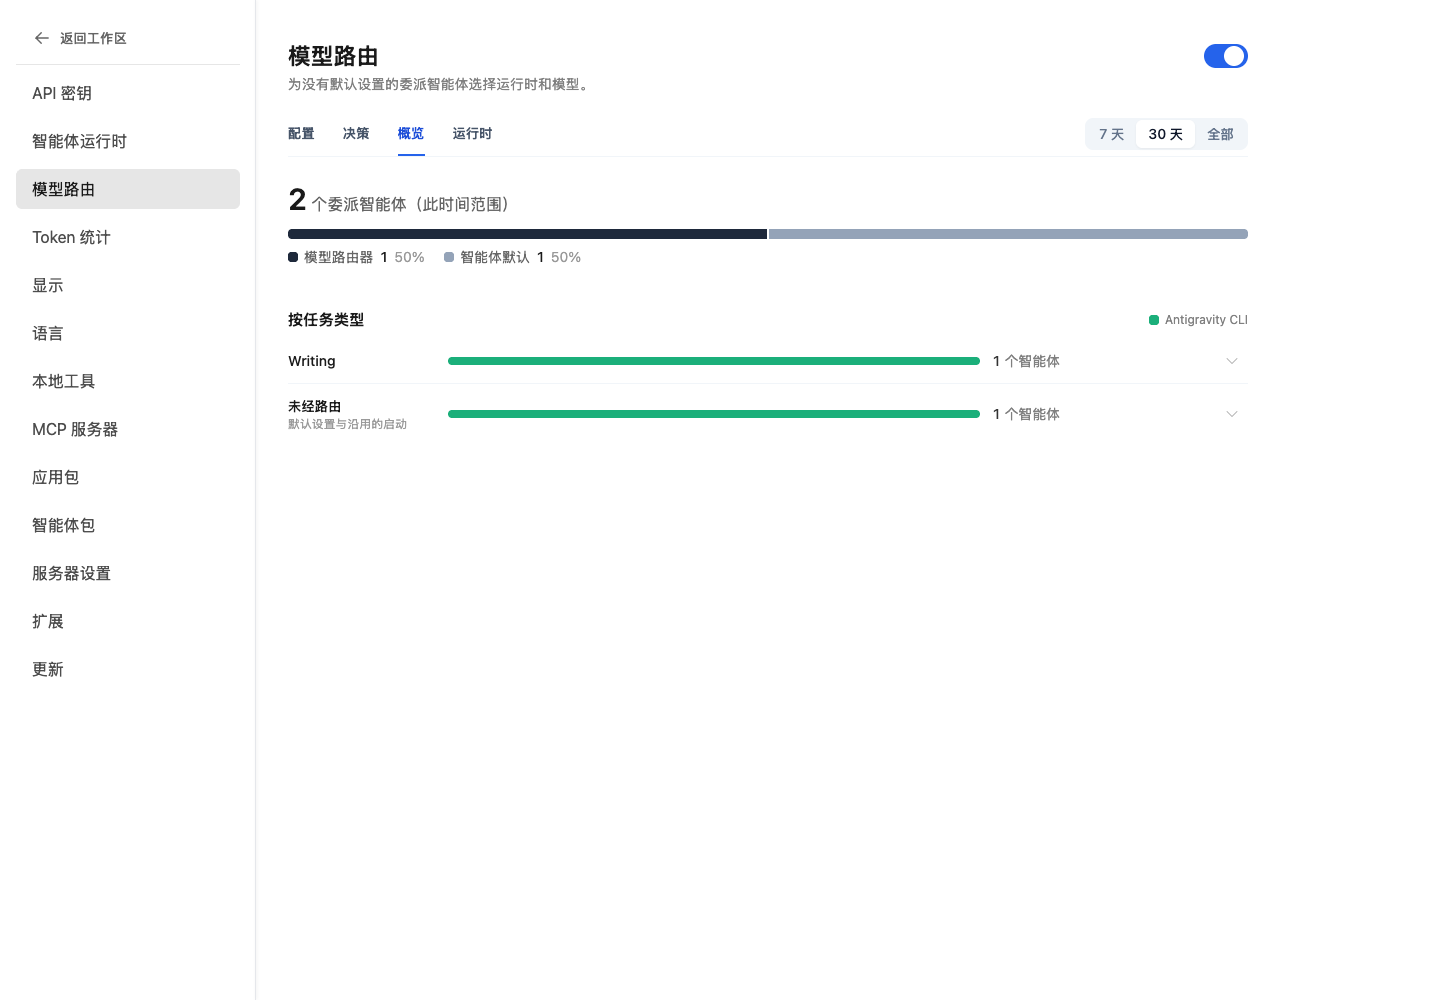 返回工作区
API 密钥
智能体运行时
模型路由
Token 统计
显示
语言
本地工具
MCP 服务器
应用包
智能体包
服务器设置
扩展
更新
模型路由
为没有默认设置的委派智能体选择运行时和模型。
配置 决策 概览 运行时 7 天 30 天 全部
2 个委派智能体（此时间范围）
模型路由器 1 50% 智能体默认 1 50%
按任务类型 Antigravity CLI
Writing 1 个智能体
未经路由 1 个智能体
默认设置与沿用的启动